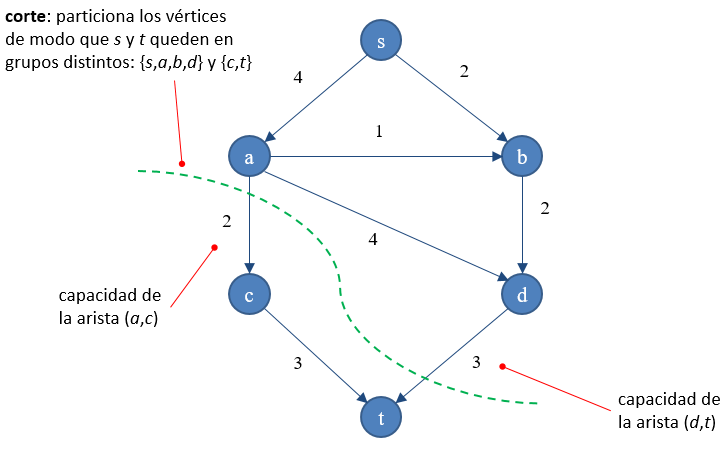 corte: particiona los vértices
de modo que s y t queden en
grupos distintos: {s,a,b,d} y {c,t}
s
4
2
1
a
b
2
4
2
capacidad de
la arista (a,c)
c
d
3
3
capacidad de
la arista (d,t)
t